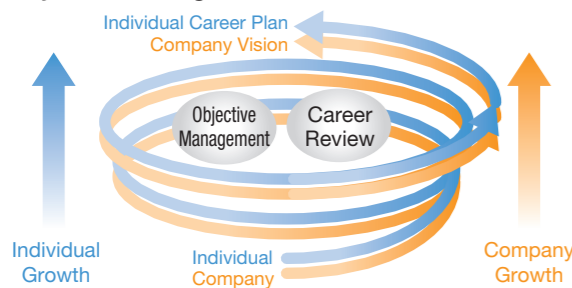 Individual Career Plan
Company Vision
Objective
Management
Career
Review
Individual
Growth
Individual
Company
Company
Growth